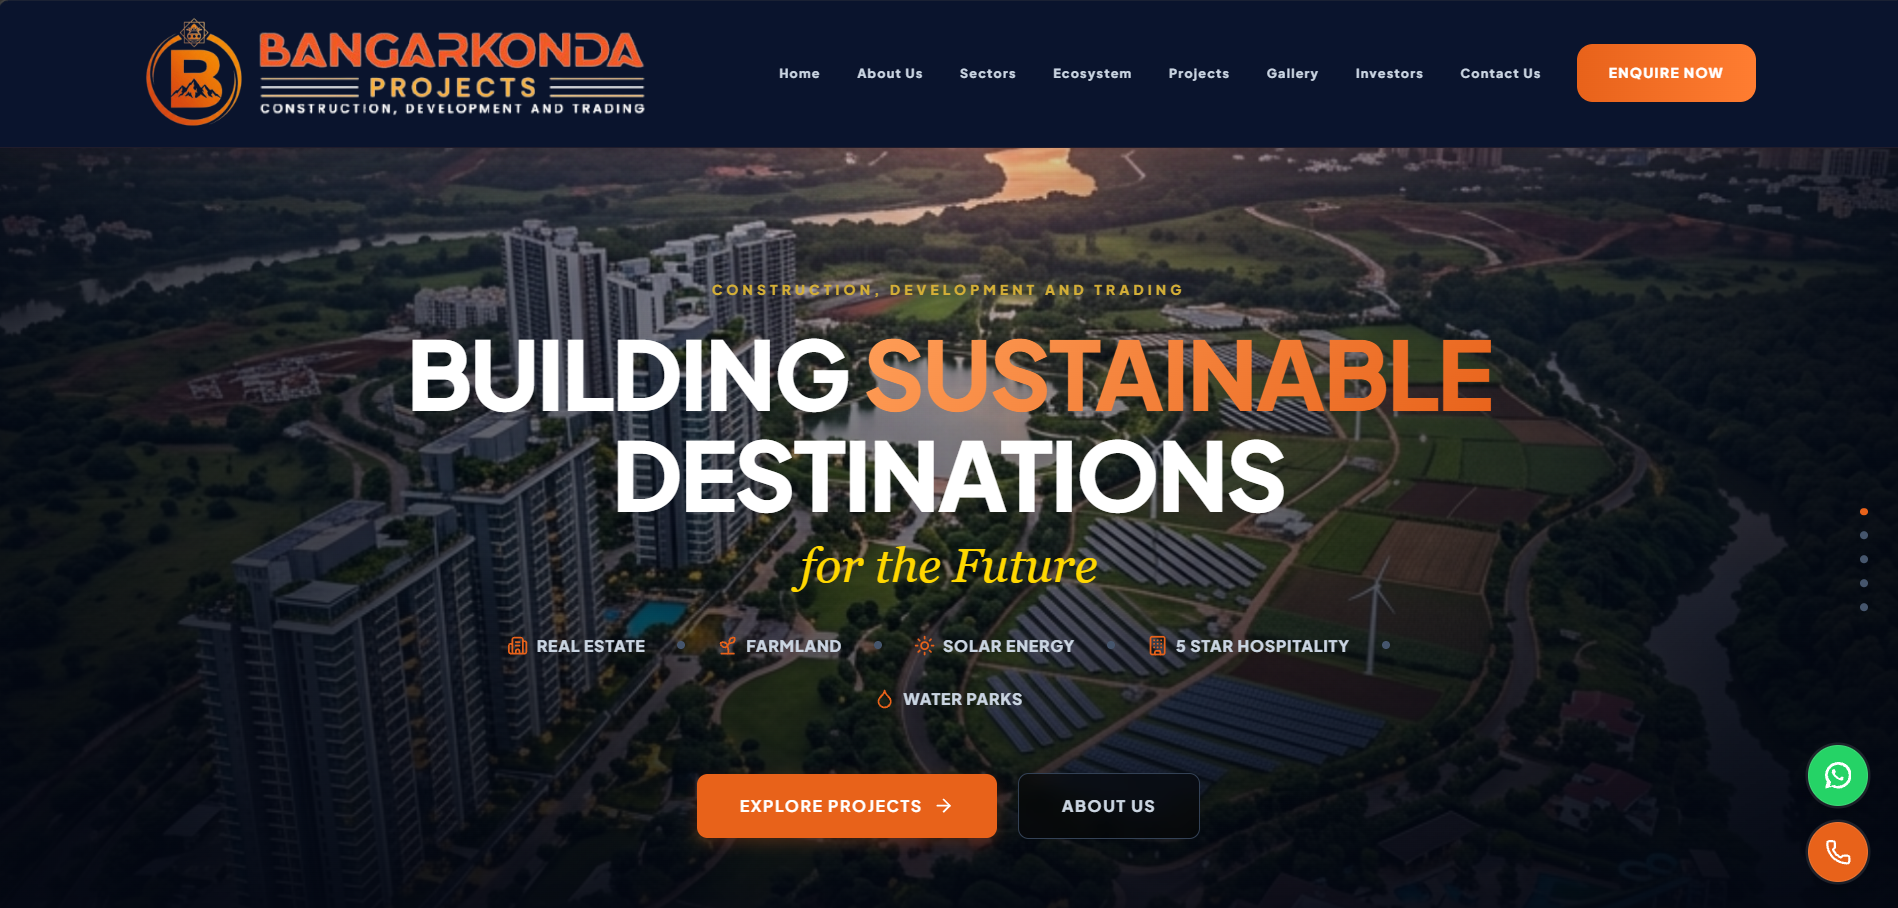 BANGARKONDA
PROJECTS
CONSTRUCTION, DEVELOPMENT AND TRADING
Home About Us Sectors Ecosystem Projects Gallery Investors Contact Us ENQUIRE NOW
CONSTRUCTION, DEVELOPMENT AND TRADING
BUILDING SUSTAINABLE
DESTINATIONS
for the Future
REAL ESTATE • FARMLAND • SOLAR ENERGY • 5 STAR HOSPITALITY •
WATER PARKS
EXPLORE PROJECTS → ABOUT US